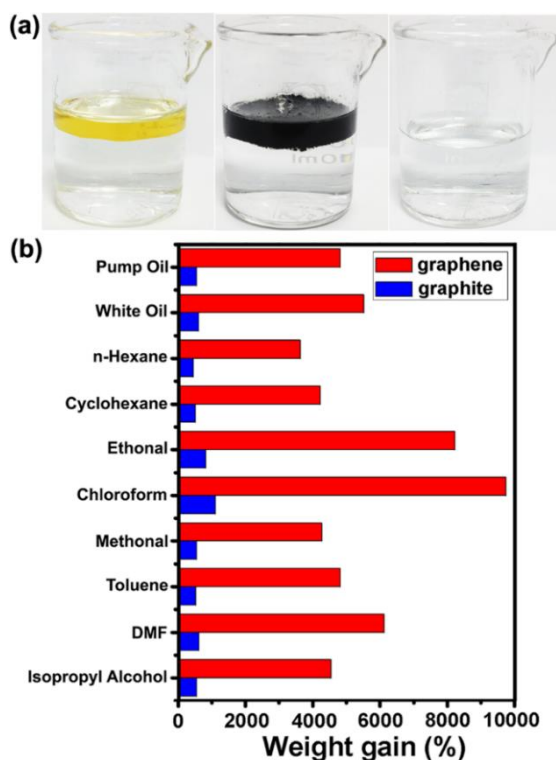 (a)
(b)
graphene
graphite
Pump Oil
White Oil
n-Hexane
Cyclohexane
Ethonal
Chloroform
Methonal
Toluene
DMF
Isopropyl Alcohol
0 2000 4000 6000 8000 10000
Weight gain (%)